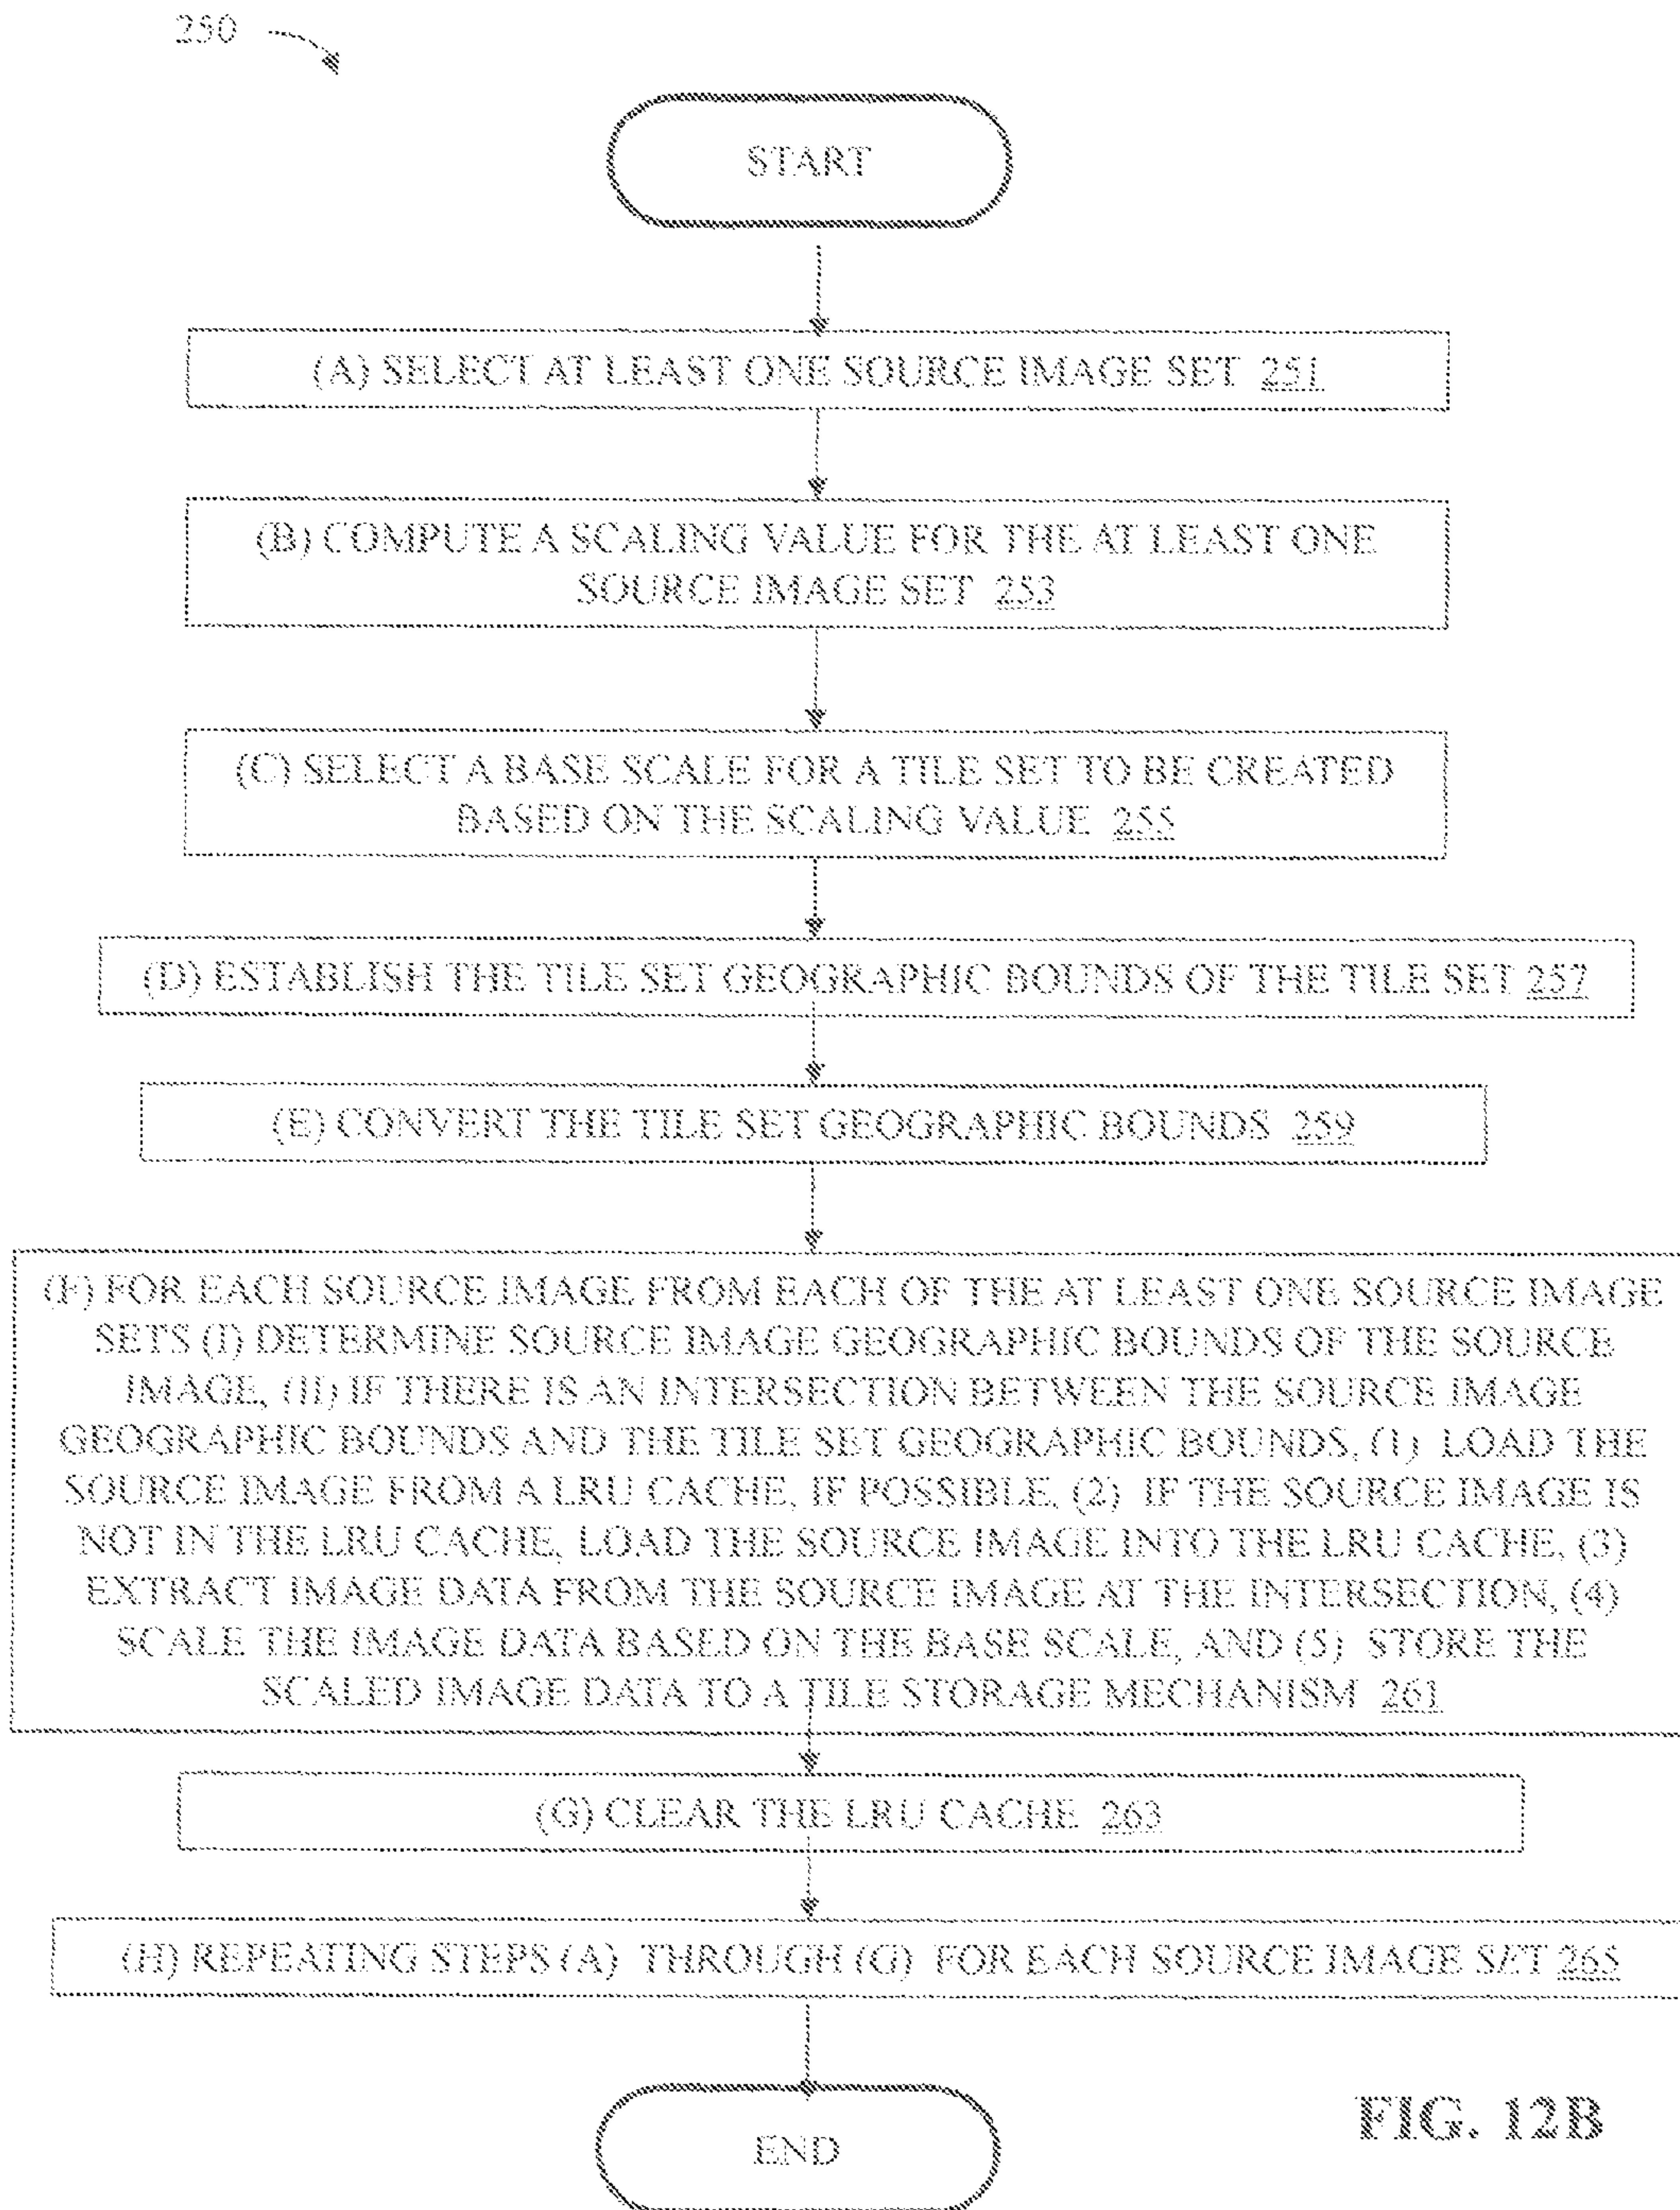 250
START
(A) SELECT AT LEAST ONE SOURCE IMAGE SET 251
(B) COMPUTE A SCALING VALUE FOR THE AT LEAST ONE
SOURCE IMAGE SET 253
(C) SELECT A BASE SCALE FOR A TILE SET TO BE CREATED
BASED ON THE SCALING VALUE 255
(D) ESTABLISH THE TILE SET GEOGRAPHIC BOUNDS OF THE TILE SET 257
(E) CONVERT THE TILE SET GEOGRAPHIC BOUNDS 259
(F) FOR EACH SOURCE IMAGE FROM EACH OF THE AT LEAST ONE SOURCE IMAGE
SETS (I) DETERMINE SOURCE IMAGE GEOGRAPHIC BOUNDS OF THE SOURCE
IMAGE, (II) IF THERE IS AN INTERSECTION BETWEEN THE SOURCE IMAGE
GEOGRAPHIC BOUNDS AND THE TILE SET GEOGRAPHIC BOUNDS, (1) LOAD THE
SOURCE IMAGE FROM A LRU CACHE, IF POSSIBLE, (2) IF THE SOURCE IMAGE IS
NOT IN THE LRU CACHE, LOAD THE SOURCE IMAGE INTO THE LRU CACHE, (3)
EXTRACT IMAGE DATA FROM THE SOURCE IMAGE AT THE INTERSECTION, (4)
SCALE THE IMAGE DATA BASED ON THE BASE SCALE, AND (5) STORE THE
SCALED IMAGE DATA TO A TILE STORAGE MECHANISM 261
(G) CLEAR THE LRU CACHE 263
(H) REPEATING STEPS (A) THROUGH (G) FOR EACH SOURCE IMAGE SET 265
END
FIG. 12B